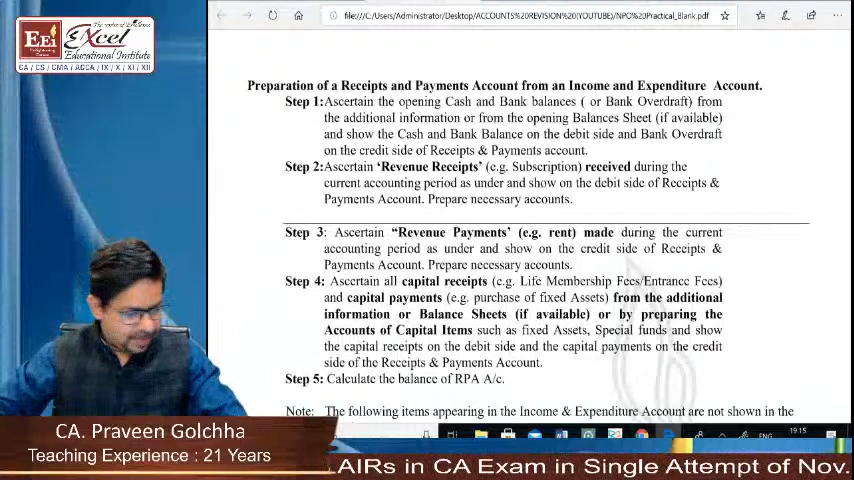 The vertex of Excellence
EEi
Excel
Educational Institute
CA / CS / CMA / ACCA / IX / X / XI / XII
file:///C:/Users/Administrator/Desktop/ACCOUNTS%20REVISION%20(YOUTUBE)/NPO%20Practical_Blank.pdf
Preparation of a Receipts and Payments Account from an Income and Expenditure Account.
Step 1:Ascertain the opening Cash and Bank balances ( or Bank Overdraft) from
the additional information or from the opening Balances Sheet (if available)
and show the Cash and Bank Balance on the debit side and Bank Overdraft
on the credit side of Receipts & Payments account.
Step 2:Ascertain ‘Revenue Receipts’ (e.g. Subscription) received during the
current accounting period as under and show on the debit side of Receipts &
Payments Account. Prepare necessary accounts.
Step 3: Ascertain “Revenue Payments’ (e.g. rent) made during the current
accounting period as under and show on the credit side of Receipts &
Payments Account. Prepare necessary accounts.
Step 4: Ascertain all capital receipts (e.g. Life Membership Fees/Entrance Fees)
and capital payments (e.g. purchase of fixed Assets) from the additional
information or Balance Sheets (if available) or by preparing the
Accounts of Capital Items such as fixed Assets, Special funds and show
the capital receipts on the debit side and the capital payments on the credit
side of the Receipts & Payments Account.
Step 5: Calculate the balance of RPA A/c.
Note: The following items appearing in the Income & Expenditure Account are not shown in the
ENG
19:15
CA. Praveen Golchha
Teaching Experience : 21 Years
AIRs in CA Exam in Single Attempt of Nov.